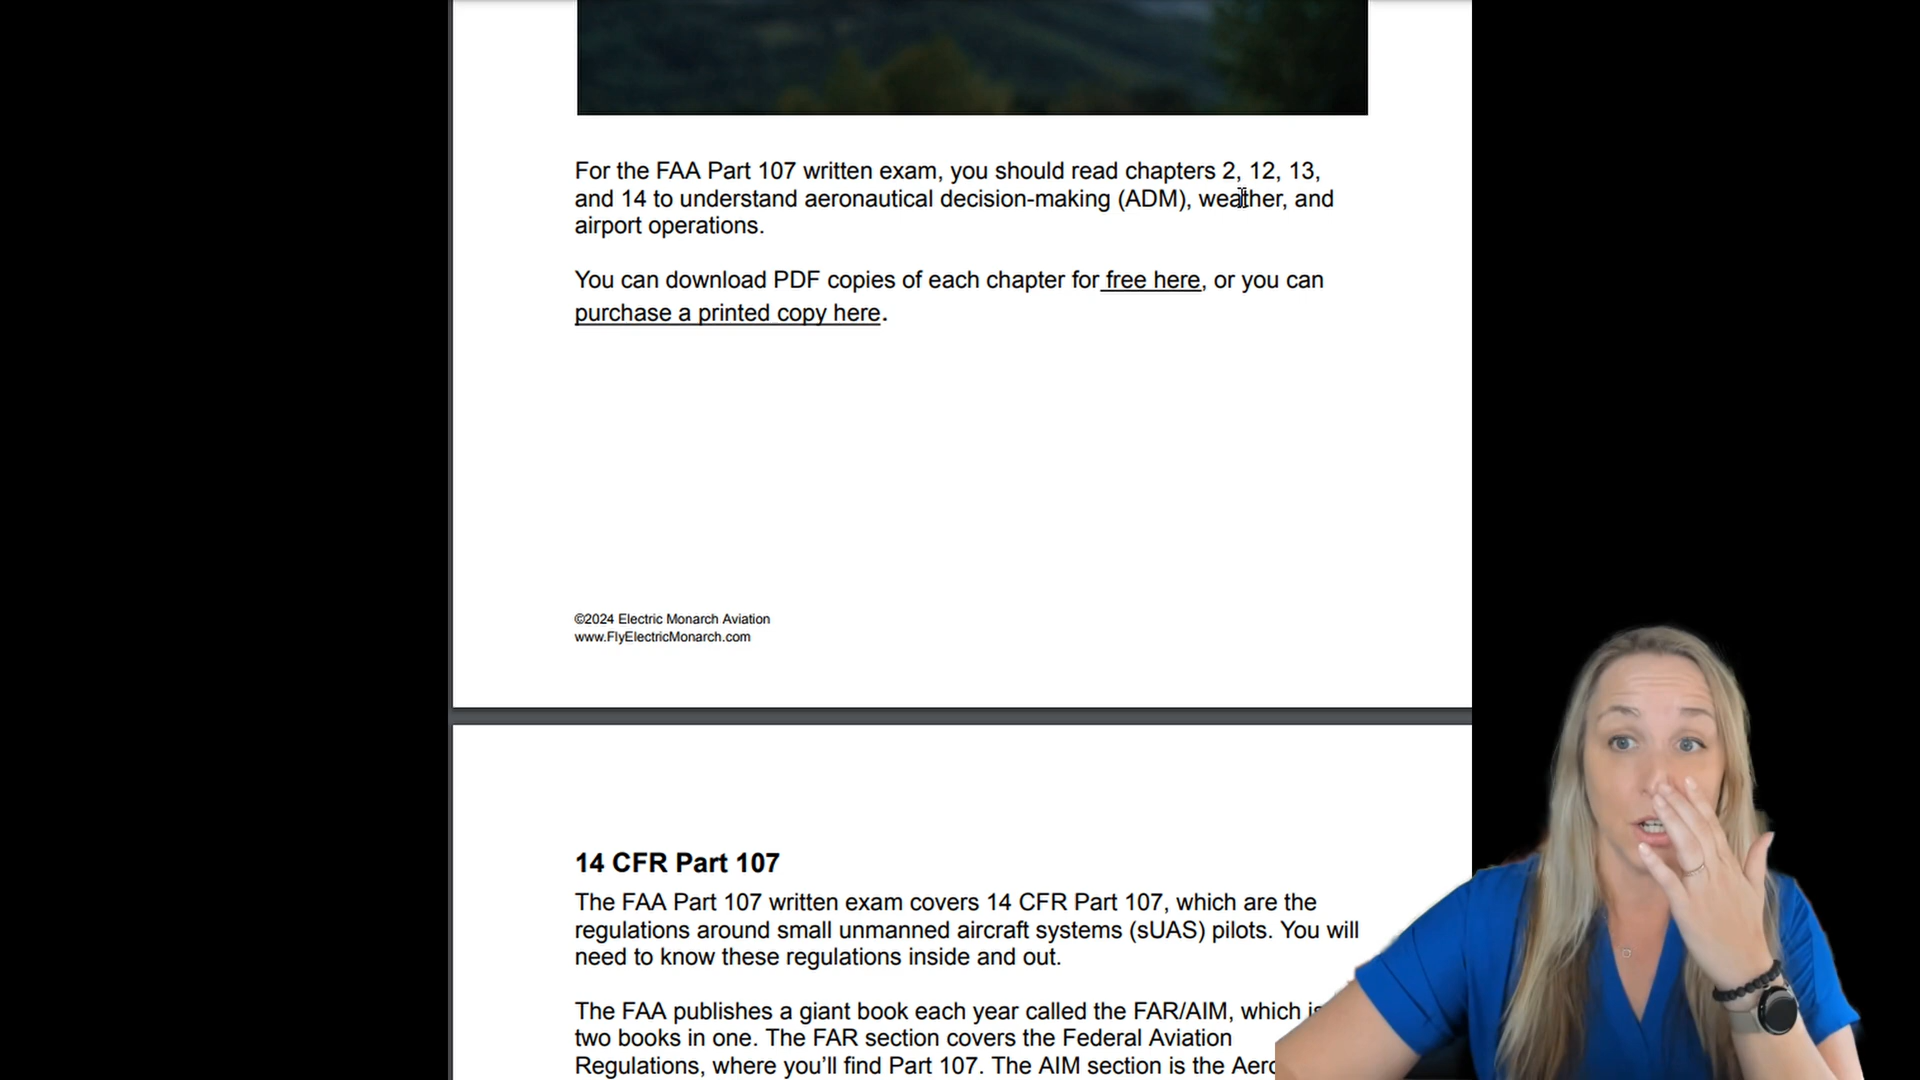 For the FAA Part 107 written exam, you should read chapters 2, 12, 13,
and 14 to understand aeronautical decision-making (ADM), weather, and
airport operations.
You can download PDF copies of each chapter for free here, or you can
purchase a printed copy here.
©2024 Electric Monarch Aviation
www.FlyElectricMonarch.com
14 CFR Part 107
The FAA Part 107 written exam covers 14 CFR Part 107, which are the
regulations around small unmanned aircraft systems (sUAS) pilots. You will
need to know these regulations inside and out.
The FAA publishes a giant book each year called the FAR/AIM, which is
two books in one. The FAR section covers the Federal Aviation
Regulations, where you’ll find Part 107. The AIM section is the